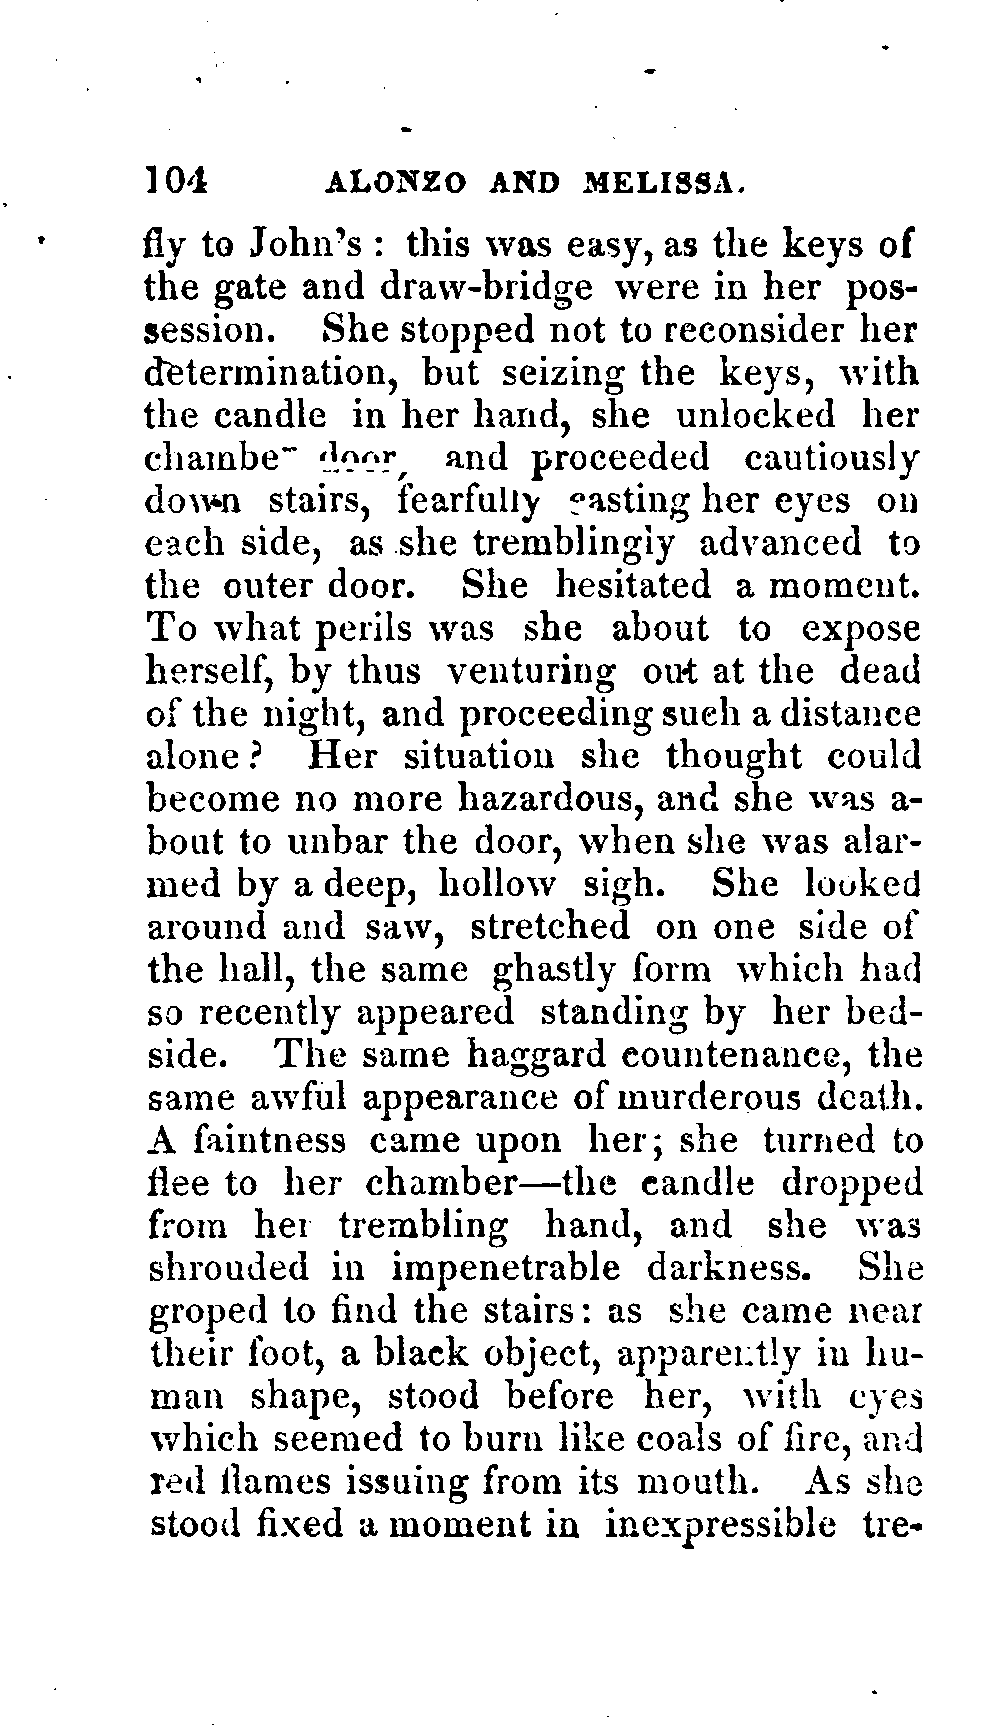 104 ALONZO AND MELISSA.
fly to John's : this was easy, as the keys of
the gate and draw-bridge were in her pos-
session. She stopped not to reconsider her
determination, but seizing the keys, with
the candle in her hand, she unlocked her
chamber door, and proceeded cautiously
down stairs, fearfully casting her eyes on
each side, as she tremblingly advanced to
the outer door. She hesitated a moment.
To what perils was she about to expose
herself, by thus venturing out at the dead
of the night, and proceeding such a distance
alone ? Her situation she thought could
become no more hazardous, and she was a-
bout to unbar the door, when she was alar-
med by a deep, hollow sigh. She looked
around and saw, stretched on one side of
the hall, the same ghastly form which had
so recently appeared standing by her bed-
side. The same haggard countenance, the
same awful appearance of murderous death.
A faintness came upon her; she turned to
flee to her chamber—the candle dropped
from her trembling hand, and she was
shrouded in impenetrable darkness. She
groped to find the stairs: as she came near
their foot, a black object, apparently in hu-
man shape, stood before her, with eyes
which seemed to burn like coals of fire, and
red flames issuing from its mouth. As she
stood fixed a moment in inexpressible tre-